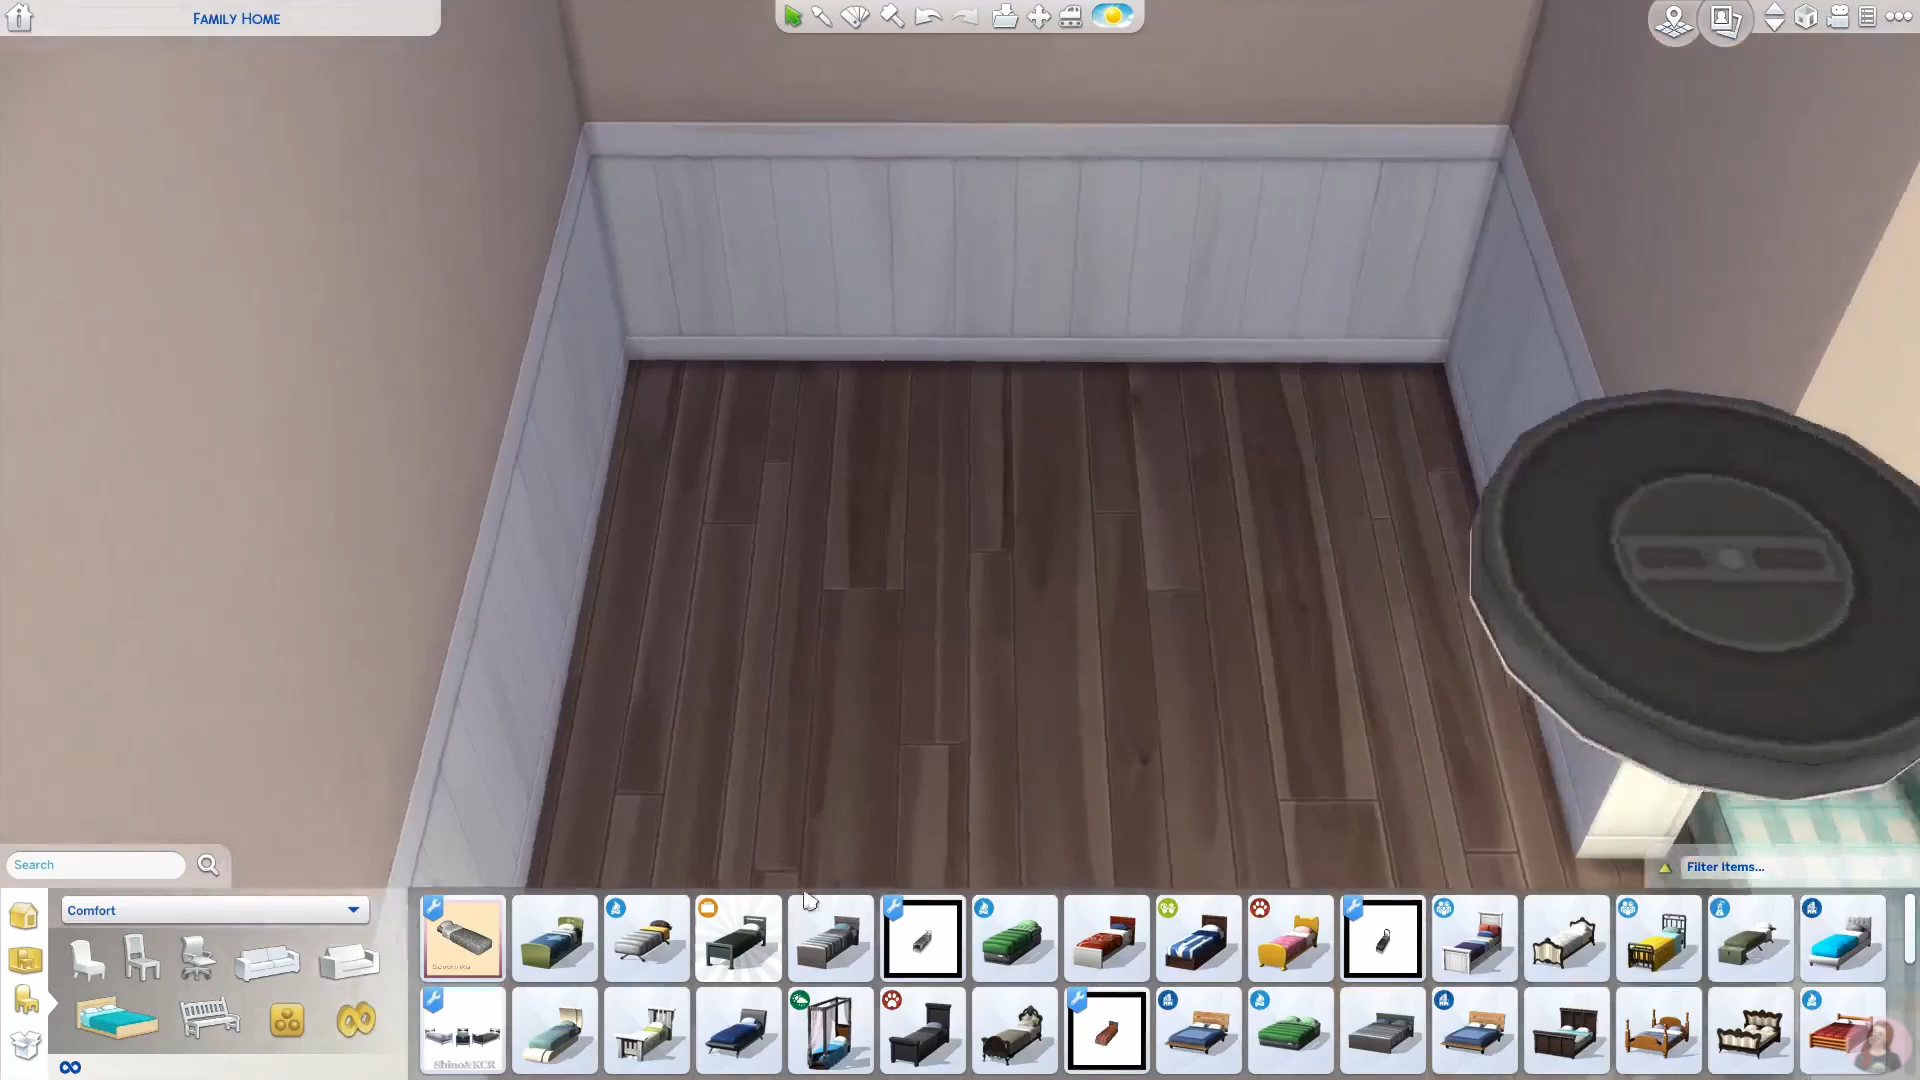 FAMILY HOME
Search
Filter Items...
Comfort
Shino&KCR